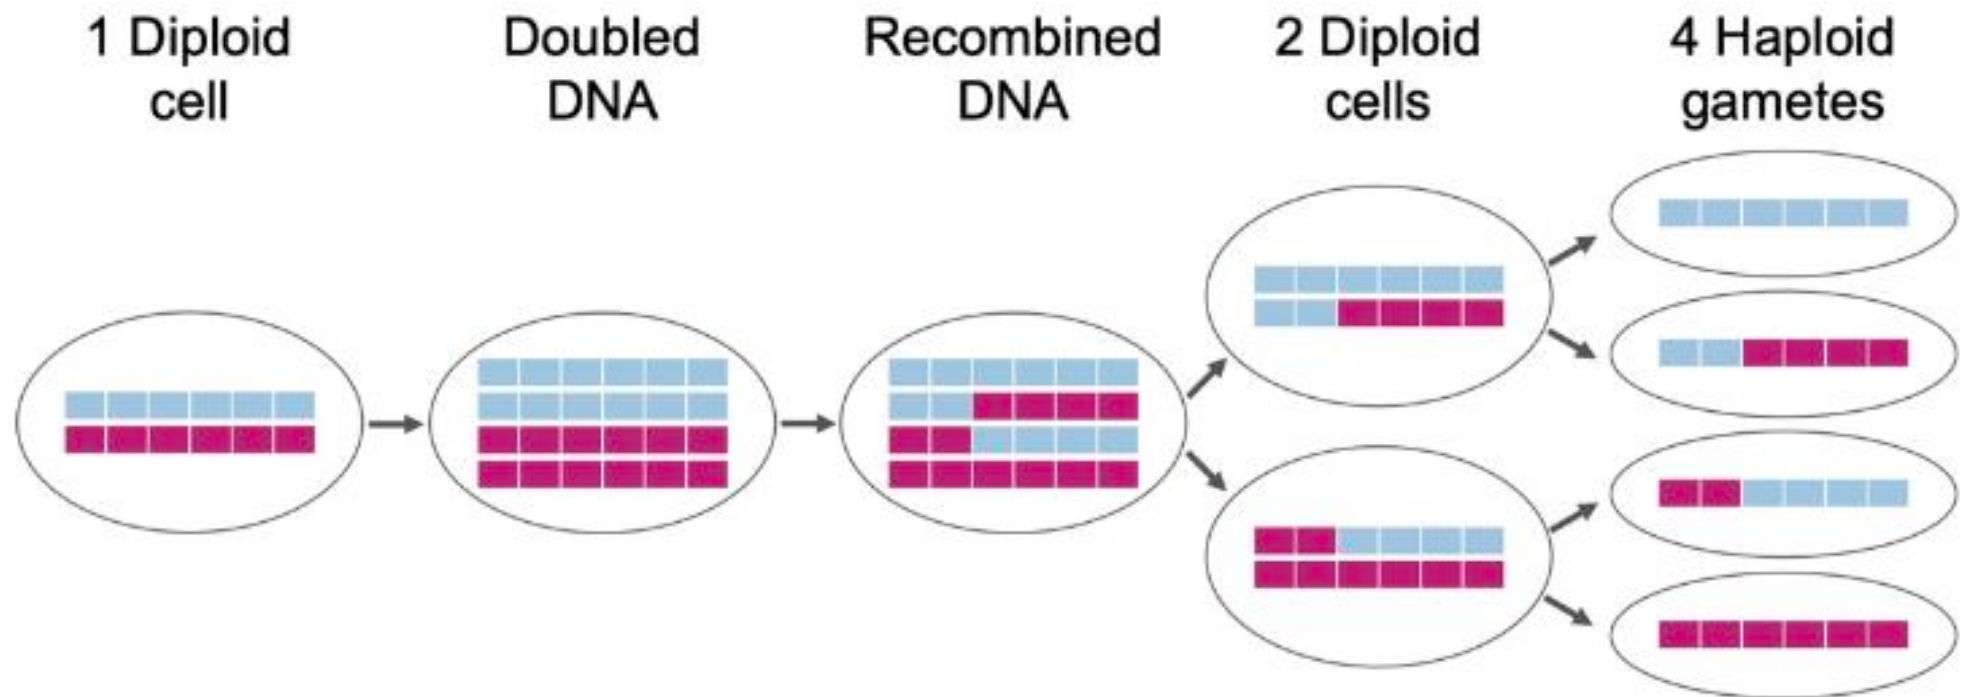 1 Diploid
cell
Doubled
DNA
Recombined
DNA
2 Diploid
cells
4 Haploid
gametes